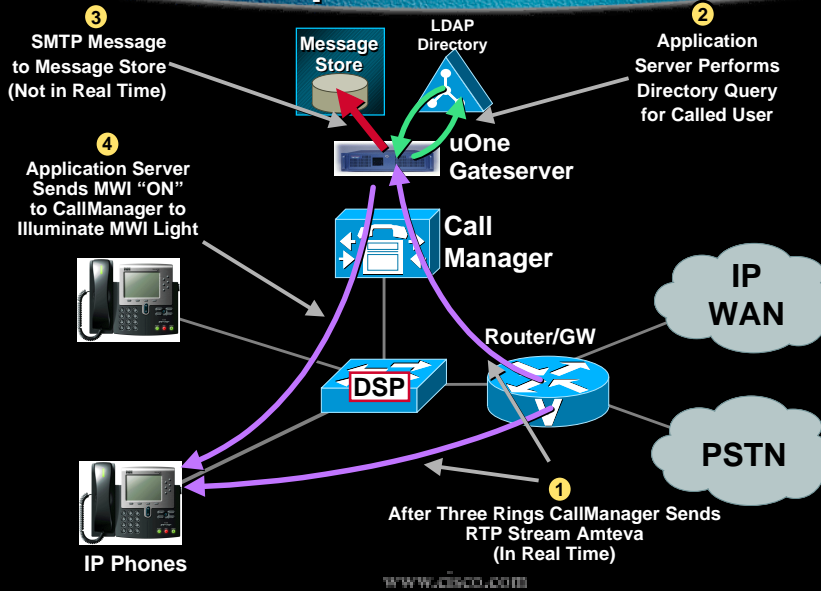 3
SMTP Message
to Message Store
(Not in Real Time)
Message
Store
LDAP
Directory
2
Application
Server Performs
Directory Query
for Called User
4
Application Server
Sends MWI “ON”
to CallManager to
Illuminate MWI Light
uOne
Gateserver
Call
Manager
IP
WAN
Router/GW
DSP
V
PSTN
1
After Three Rings CallManager Sends
RTP Stream Amteva
(In Real Time)
IP Phones
www.cisco.com